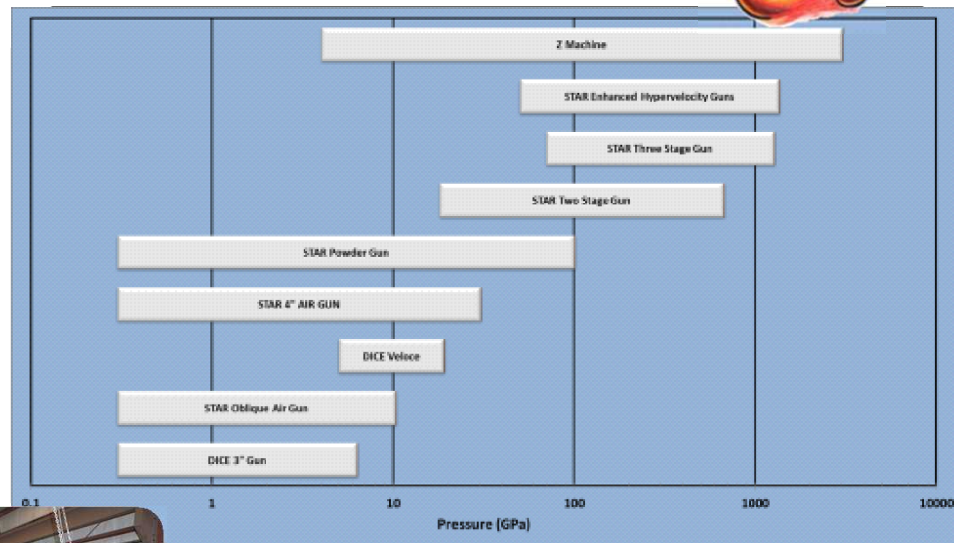 Z Machine
STAR Enhanced Hypervelocity Guns
STAR Three Stage Gun
STAR Two Stage Gun
STAR Powder Gun
STAR 4" AIR GUN
DICE Veloce
STAR Oblique Air Gun
DICE 3" Gun
0.1 1 10 100 1000 10000
Pressure (GPa)